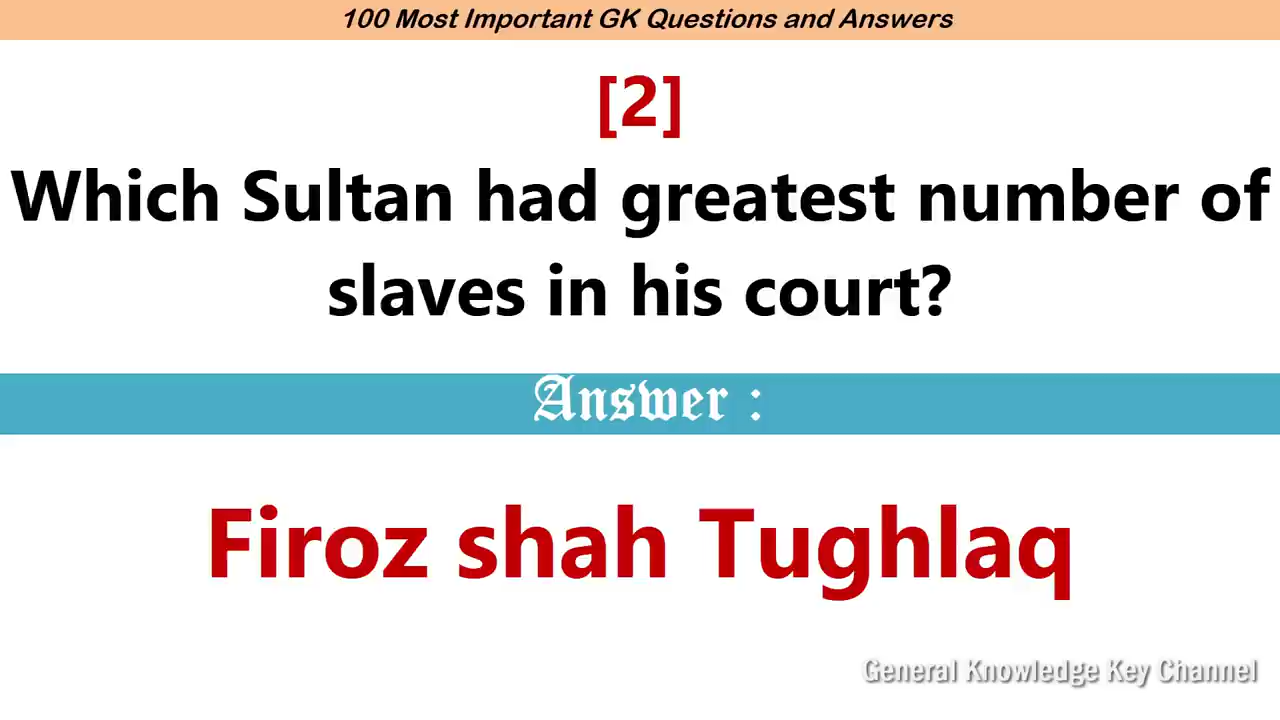 100 Most Important GK Questions and Answers
[2]
Which Sultan had greatest number of
slaves in his court?
Answer :
Firoz shah Tughlaq
General Knowledge Key Channel